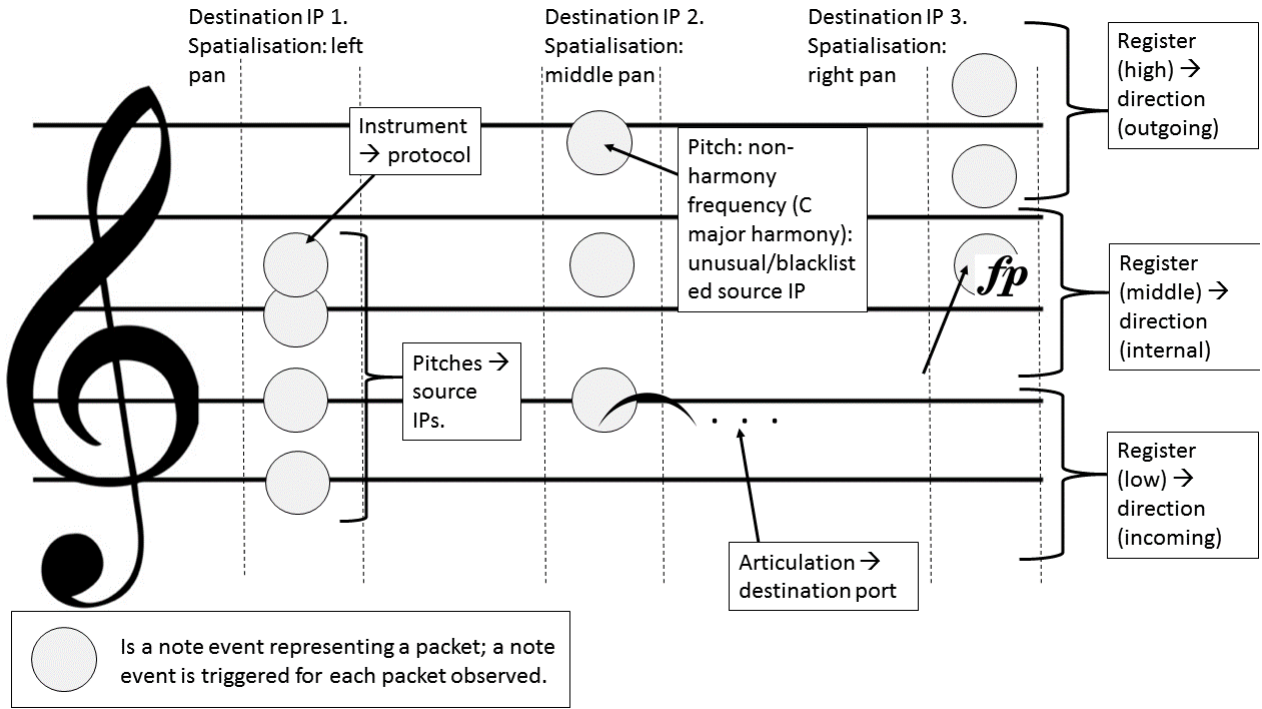 Destination IP 1.
Spatialisation: left
pan
Destination IP 2.
Spatialisation:
middle pan
Destination IP 3.
Spatialisation:
right pan
Register
(high) →
direction
(outgoing)
Instrument
→ protocol
Pitch: non-
harmony
frequency (C
major harmony):
unusual/blacklist
ed source IP
fp
Register
(middle) →
direction
(internal)
Pitches →
source
IPs.
. . .
Register
(low) →
direction
(incoming)
Articulation →
destination port
Is a note event representing a packet; a note
event is triggered for each packet observed.